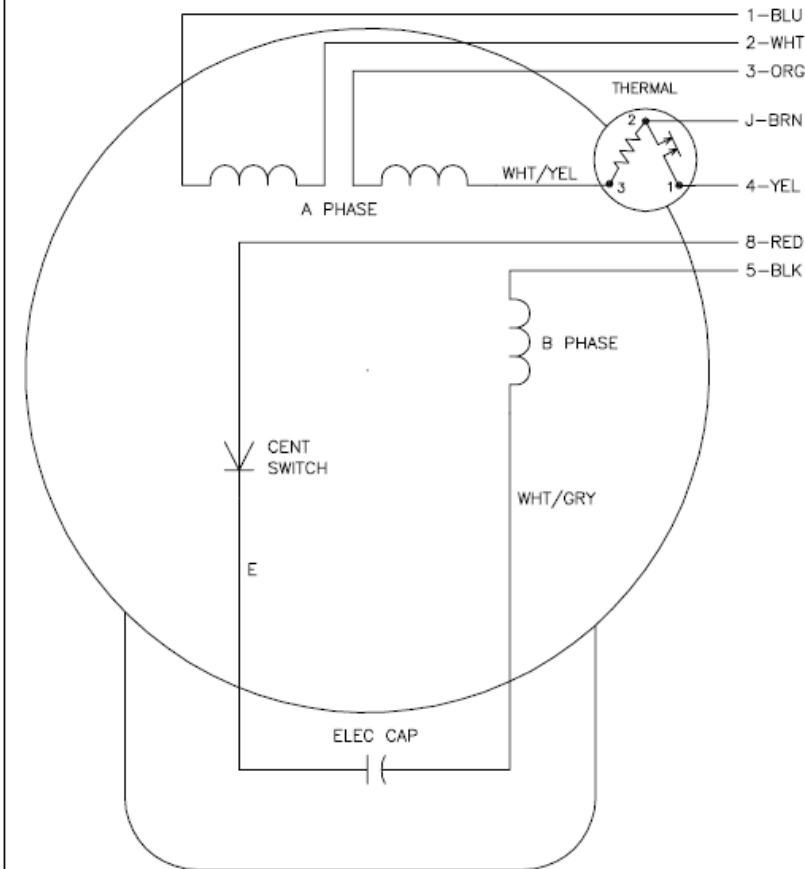 1-BLU
2-WHT
3-ORG
THERMAL
2
J-BRN
WHT/YEL
3
1
4-YEL
A PHASE
8-RED
5-BLK
B PHASE
CENT
SWITCH
WHT/GRY
E
ELEC CAP